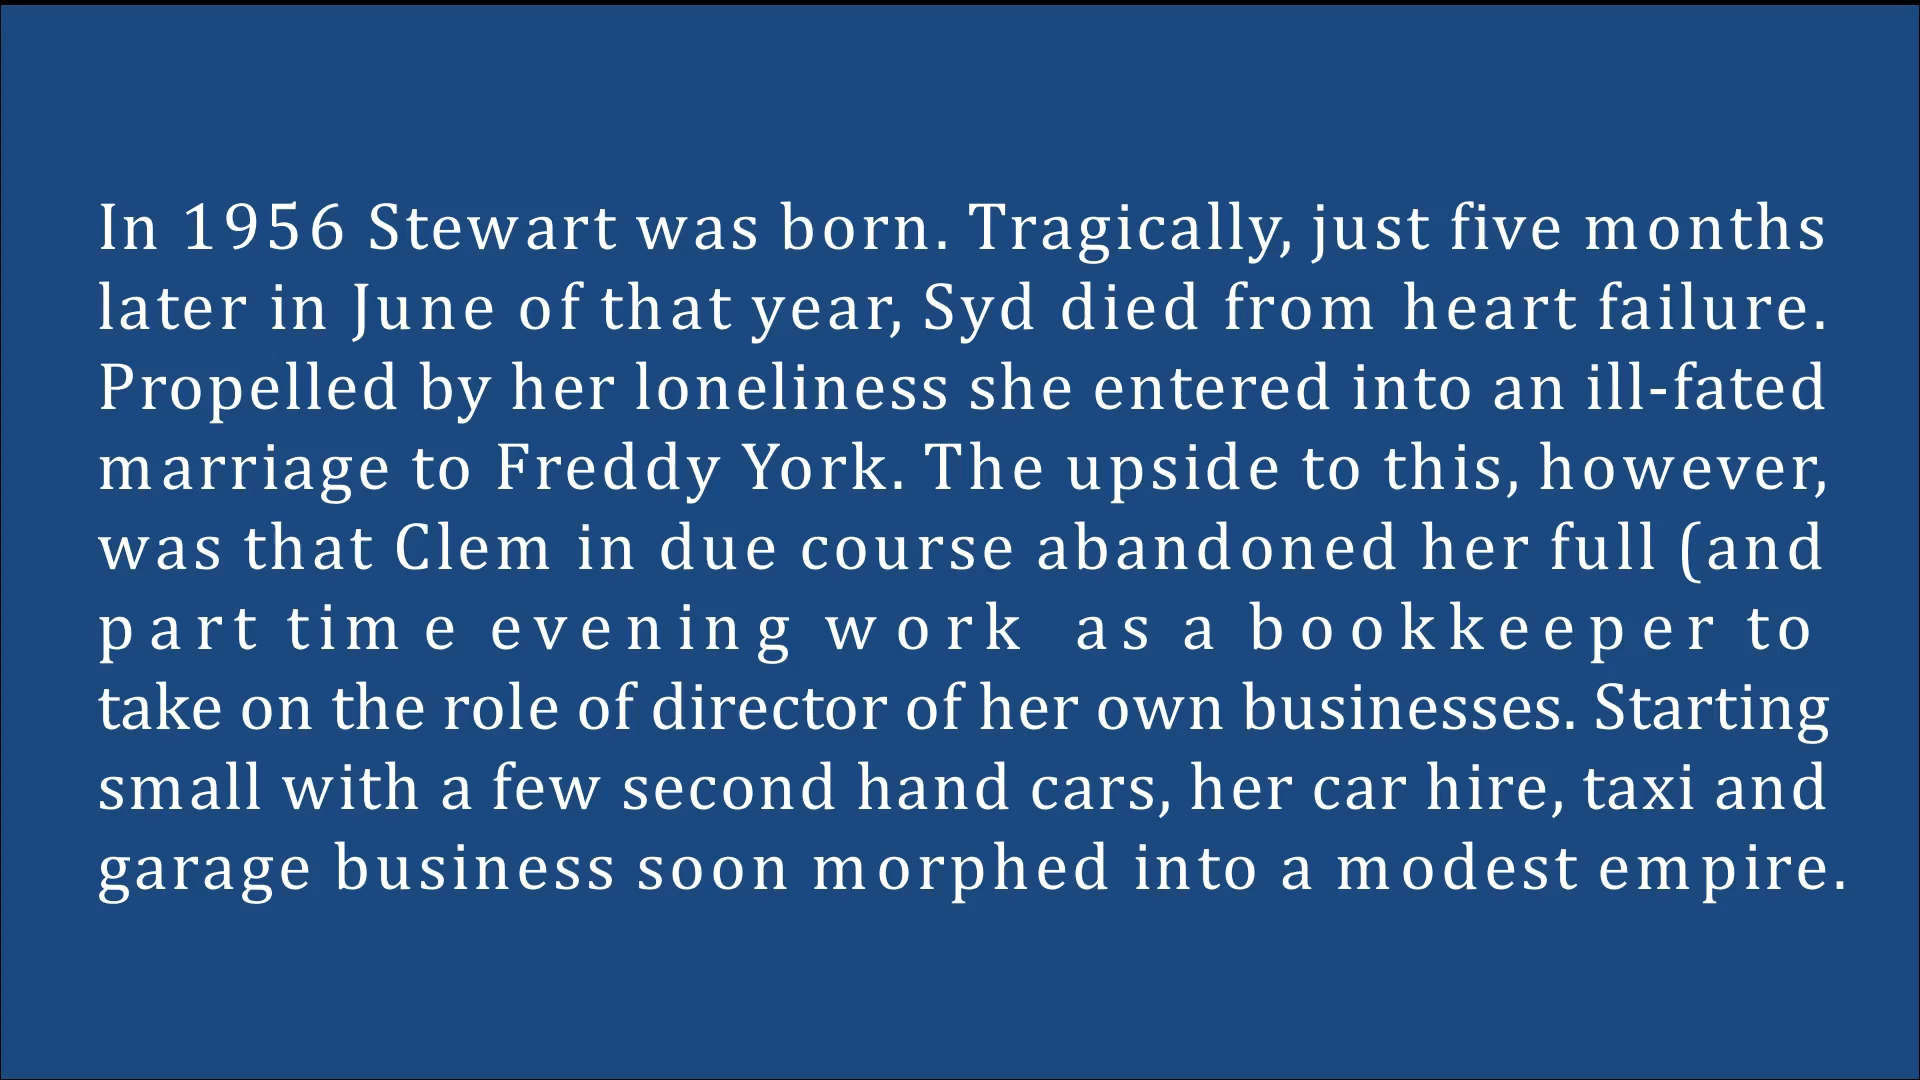 In 1956 Stewart was born. Tragically, just five months
later in June of that year, Syd died from heart failure.
Propelled by her loneliness she entered into an ill-fated
marriage to Freddy York. The upside to this, however,
was that Clem in due course abandoned her full (and
part time evening work as a bookkeeper to
take on the role of director of her own businesses. Starting
small with a few second hand cars, her car hire, taxi and
garage business soon morphed into a modest empire.